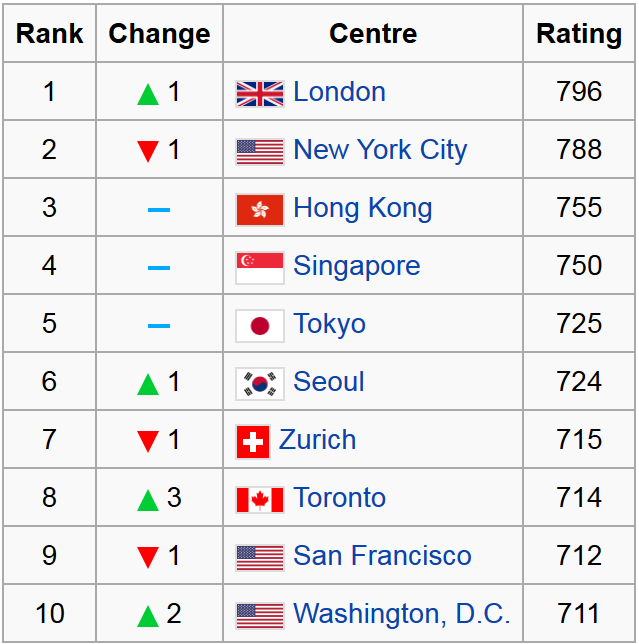 Rank Change Centre Rating
1 ▲ 1 London 796
2 ▼ 1 New York City 788
3 – Hong Kong 755
4 – Singapore 750
5 – Tokyo 725
6 ▲ 1 Seoul 724
7 ▼ 1 Zurich 715
8 ▲ 3 Toronto 714
9 ▼ 1 San Francisco 712
10 ▲ 2 Washington, D.C. 711